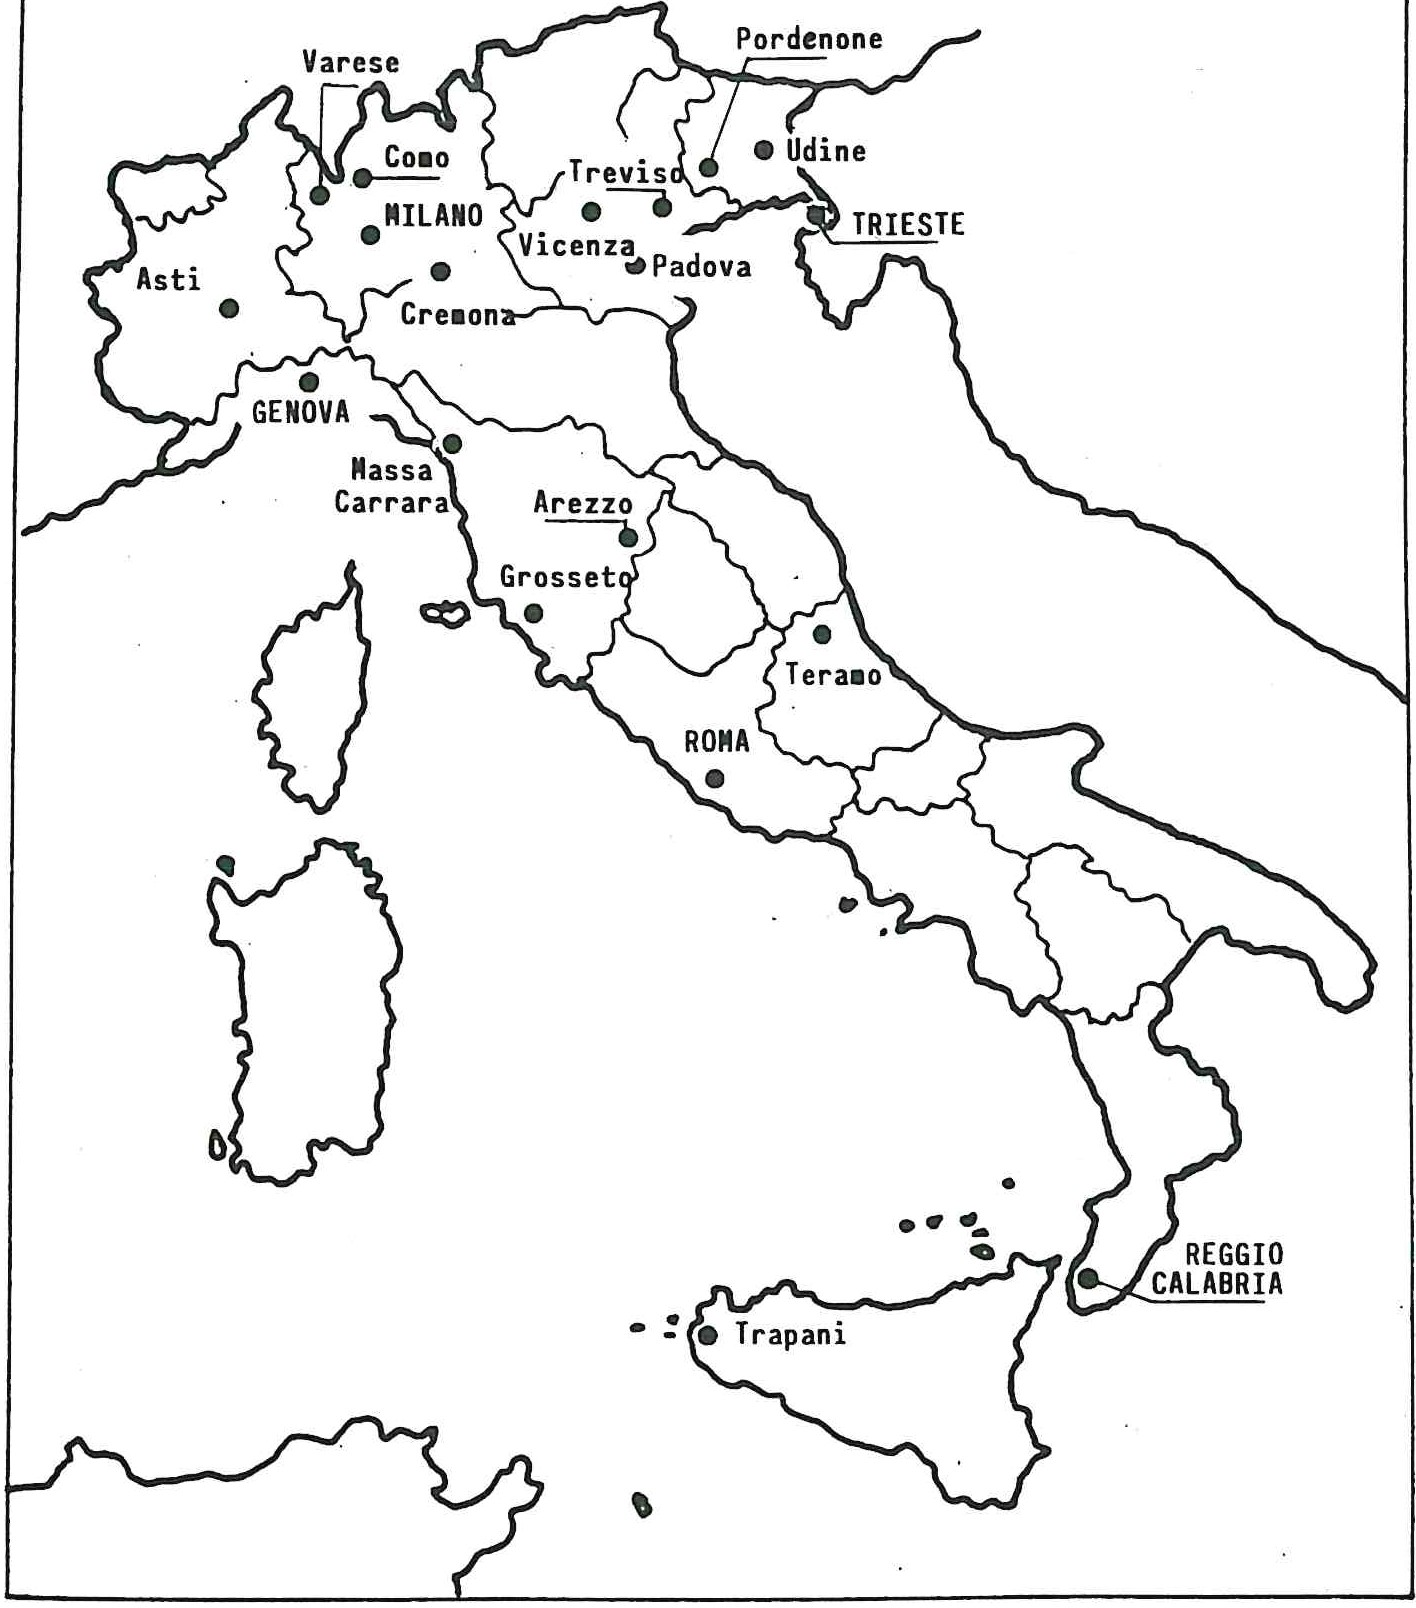 Pordenone
Varese
Udine
Como
Treviso
MILANO
TRIESTE
Vicenza
Padova
Asti
Cremona
GENOVA
Massa
Carrara
Arezzo
Grosseto
Teramo
ROMA
REGGIO
CALABRIA
Trapani